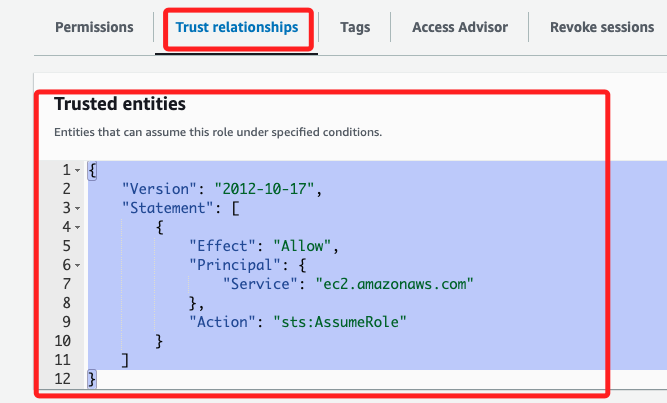 Permissions Trust relationships Tags Access Advisor Revoke sessions
Trusted entities
Entities that can assume this role under specified conditions.
1 {
2 "Version": "2012-10-17",
3 "Statement": [
4 {
5 "Effect": "Allow",
6 "Principal": {
7 "Service": "ec2.amazonaws.com"
8 },
9 "Action": "sts:AssumeRole"
10 }
11 ]
12 }